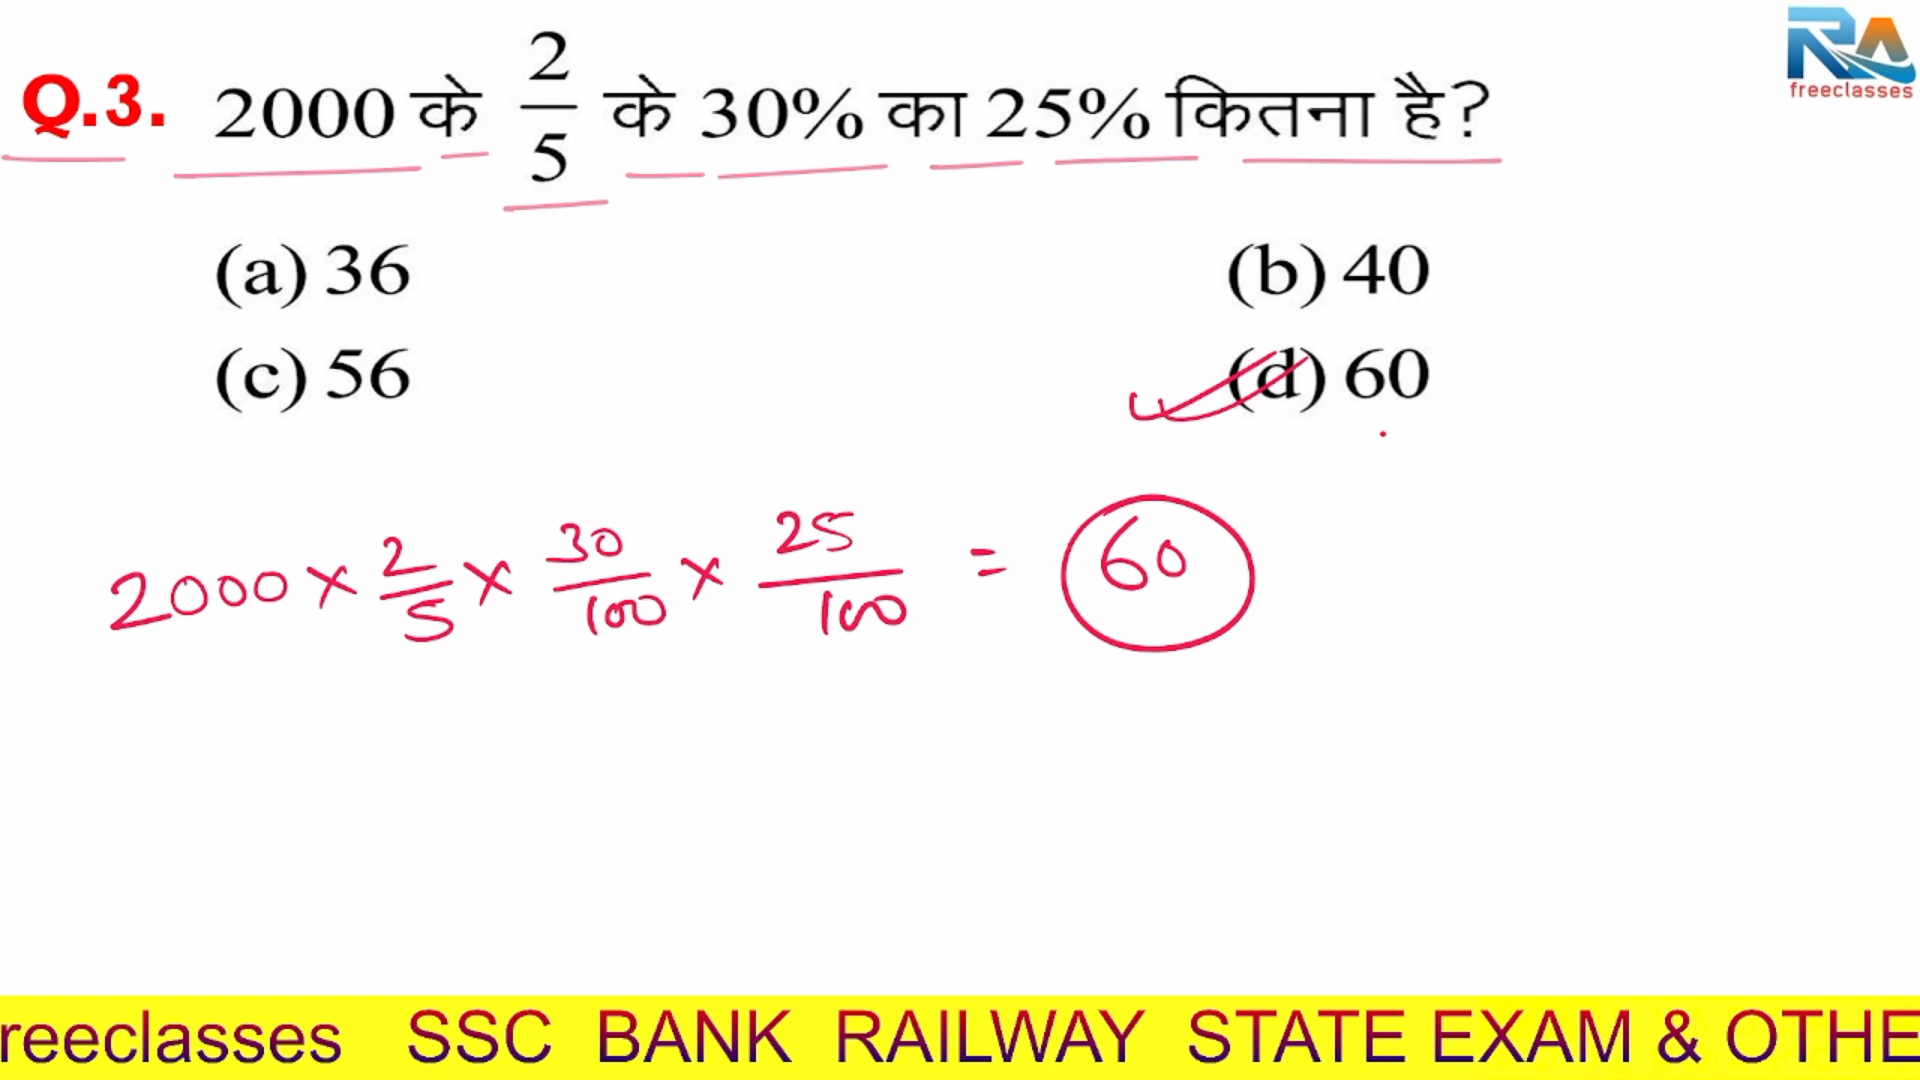 RA
freeclasses
Q.3. 2000 के 2/5 के 30% का 25% कितना है?
(a) 36 (b) 40
(c) 56 (d) 60
2000 × 2/5 × 30/100 × 25/100 = 60
reeclasses SSC BANK RAILWAY STATE EXAM & OTHE